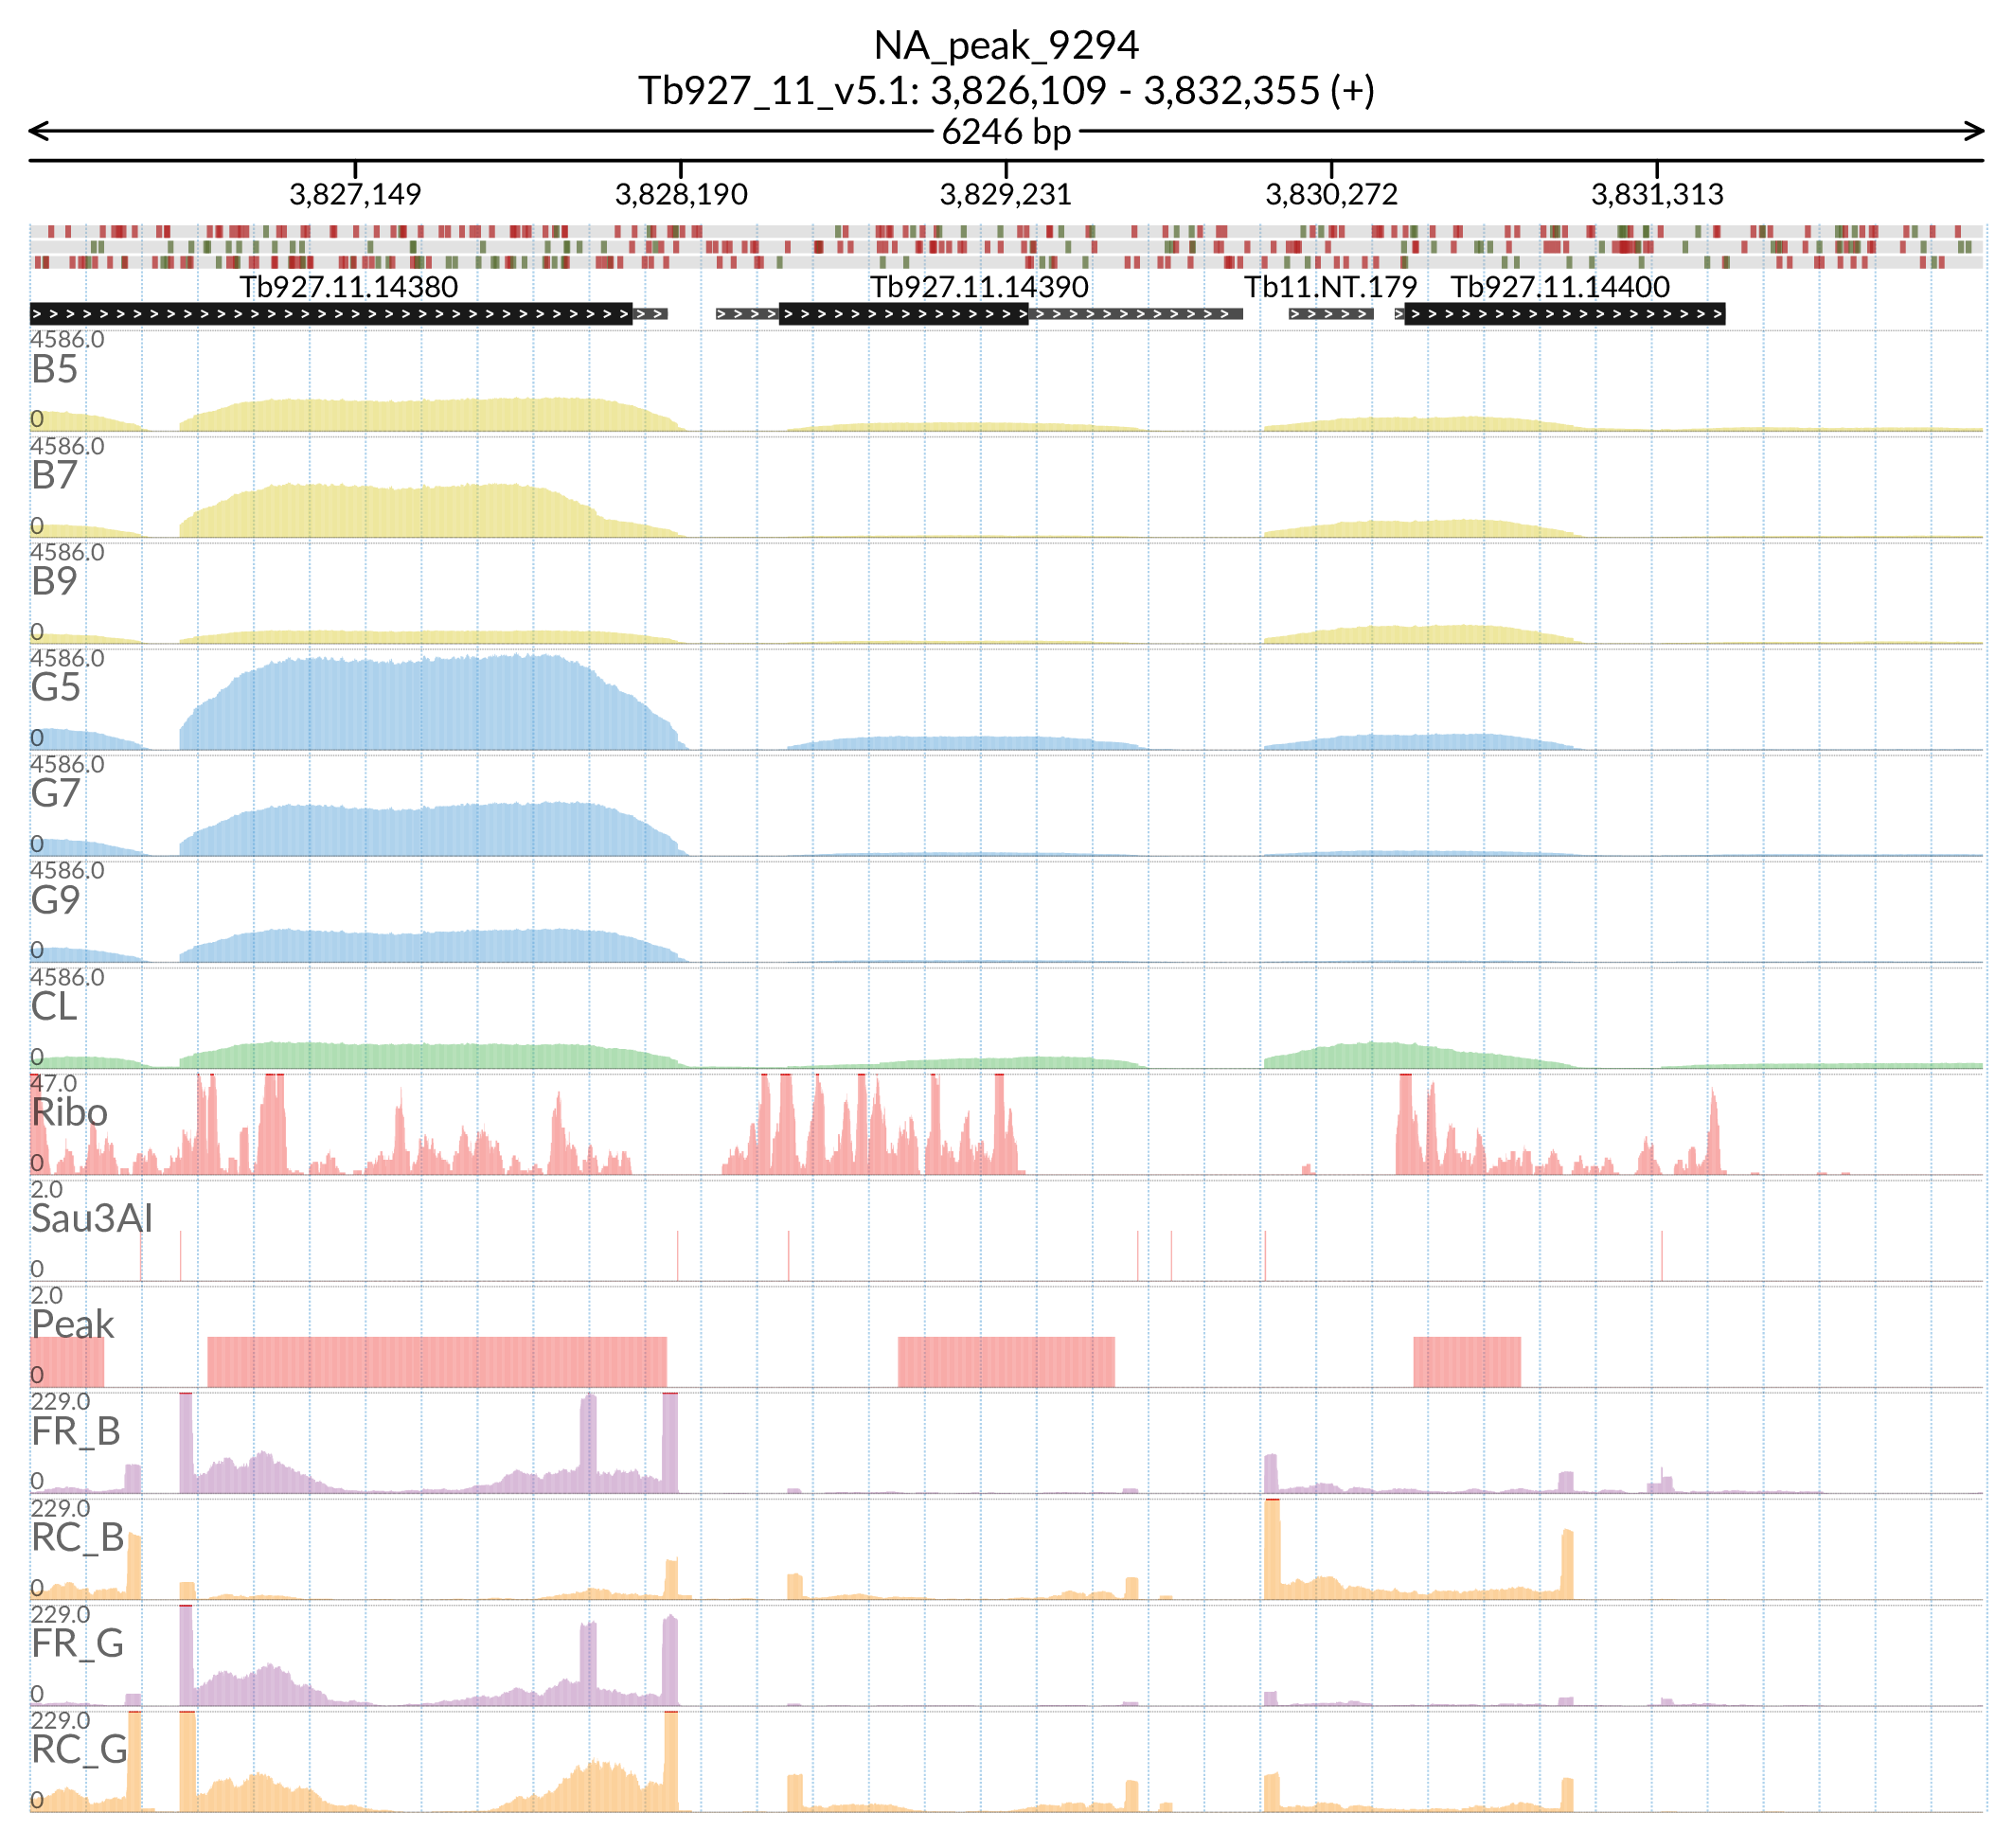 NA_peak_9294
Tb927_11_v5.1: 3,826,109 - 3,832,355 (+)
6246 bp
3,827,149 3,828,190 3,829,231 3,830,272 3,831,313
Tb927.11.14380 Tb927.11.14390 Tb11.NT.179 Tb927.11.14400
4586.0
B5
0
4586.0
B7
0
4586.0
B9
0
4586.0
G5
0
4586.0
G7
0
4586.0
G9
0
4586.0
CL
0
47.0
Ribo
0
2.0
Sau3AI
0
2.0
Peak
0
229.0
FR_B
0
229.0
RC_B
0
229.0
FR_G
0
229.0
RC_G
0